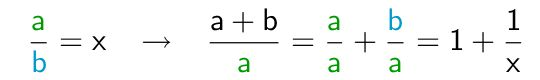 a/b = x → (a + b)/a = a/a + b/a = 1 + 1/x